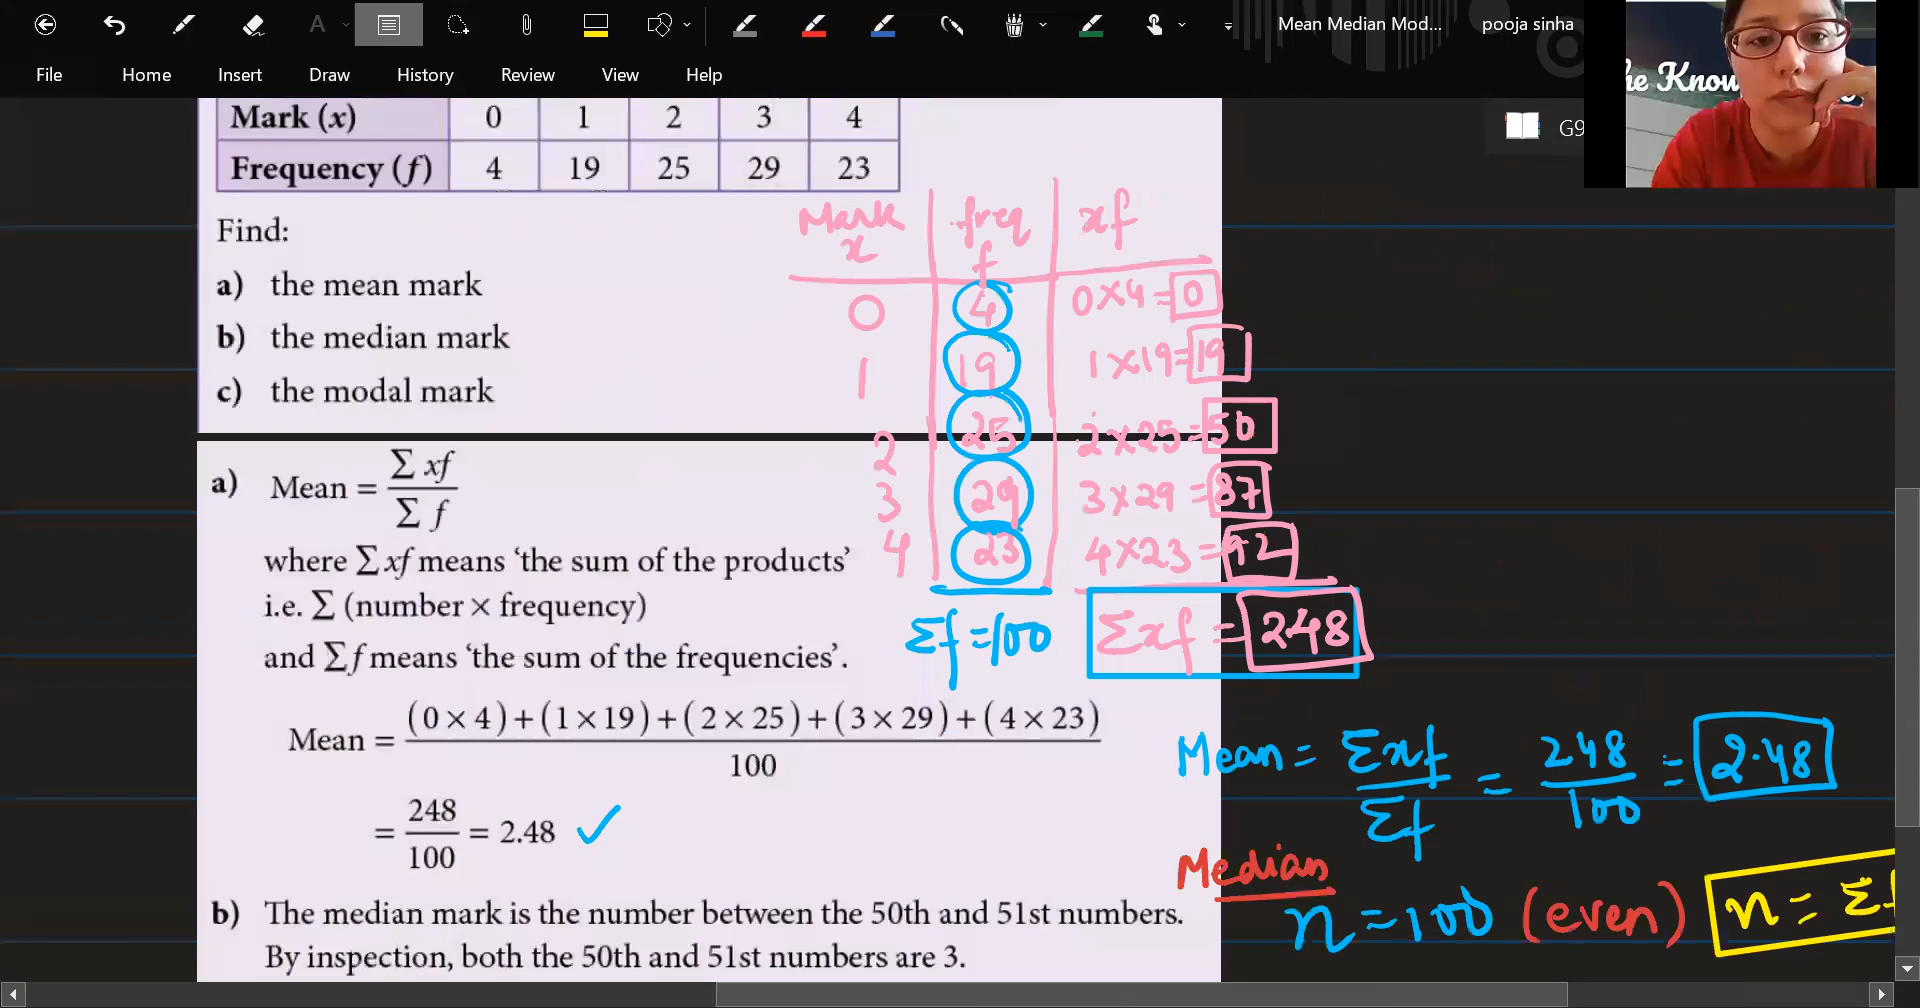 Mean Median Mod... pooja sinha
File Home Insert Draw History Review View Help
he Know
G9
Mark (x) 0 1 2 3 4
Frequency (f) 4 19 25 29 23
Find:
a) the mean mark
b) the median mark
c) the modal mark
Mark x freq f xf
0 4 0×4=0
1 19 1×19=19
2 25 2×25=50
3 29 3×29=87
4 23 4×23=92
Σf=100 Σxf=248
a) Mean = Σxf / Σf
where Σxf means ‘the sum of the products’
i.e. Σ (number × frequency)
and Σf means ‘the sum of the frequencies’.
Mean = (0×4)+(1×19)+(2×25)+(3×29)+(4×23) / 100
= 248/100 = 2.48 ✓
Mean = Σxf / Σf = 248/100 = 2.48
Median
n=100 (even) n=Σf
b) The median mark is the number between the 50th and 51st numbers.
By inspection, both the 50th and 51st numbers are 3.